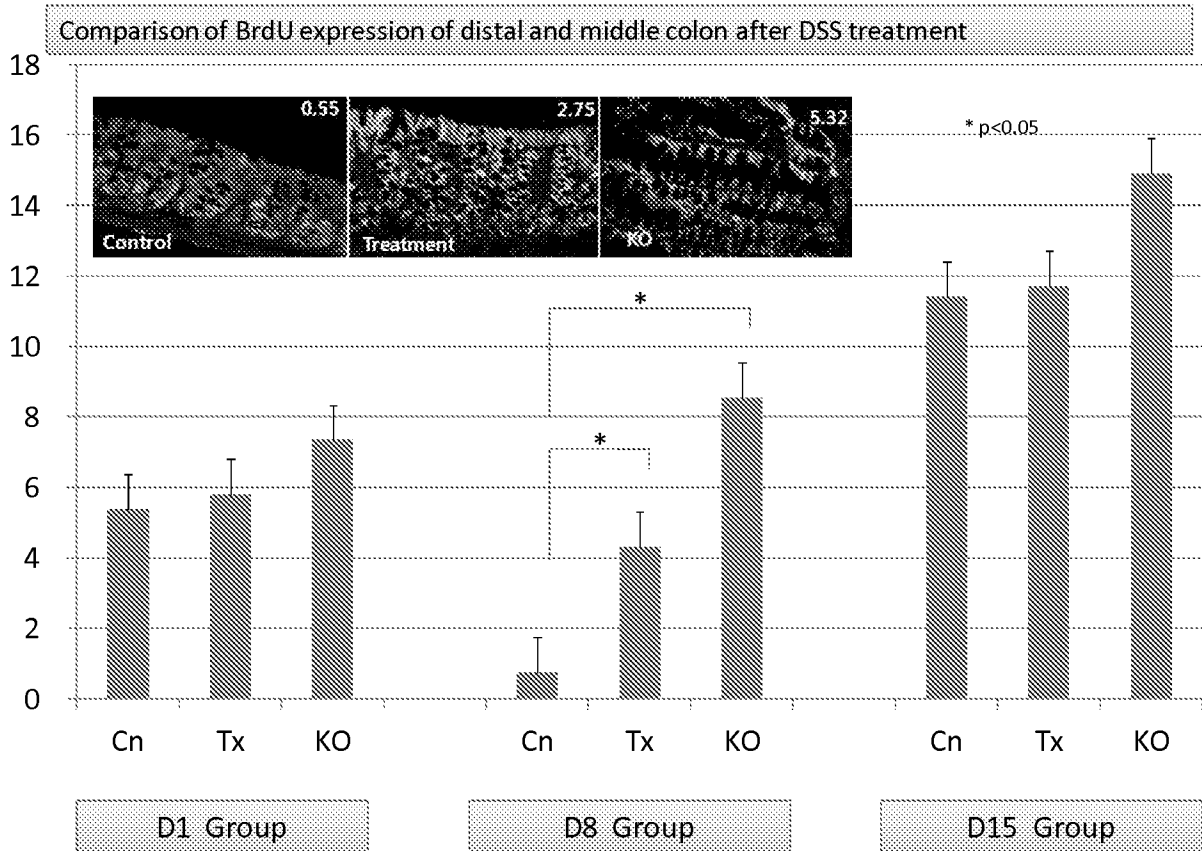 Comparison of BrdU expression of distal and middle colon after DSS treatment
18
16
14
12
10
8
6
4
2
0
0.55
2.75
5.32
Control
Treatment
KO
* p<0.05
*
*
Cn Tx KO Cn Tx KO Cn Tx KO
D1 Group D8 Group D15 Group